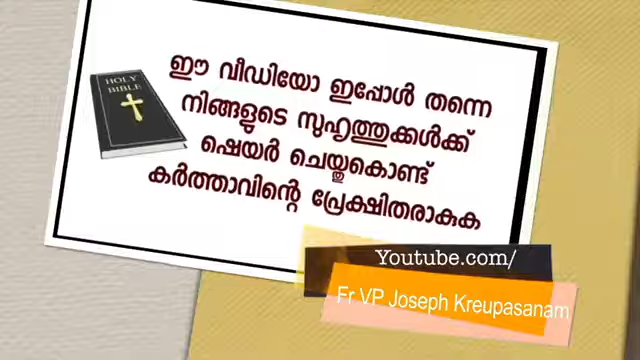 HOLY
BIBLE
ഈ വീഡിയോ ഇപ്പോൾ തന്നെ
നിങ്ങളുടെ സുഹൃത്തുക്കൾക്ക്
ഷെയർ ചെയ്തുകൊണ്ട്
കർത്താവിന്റെ പ്രേക്ഷിതരാകുക
Youtube.com/
Fr VP Joseph Kreupasanam